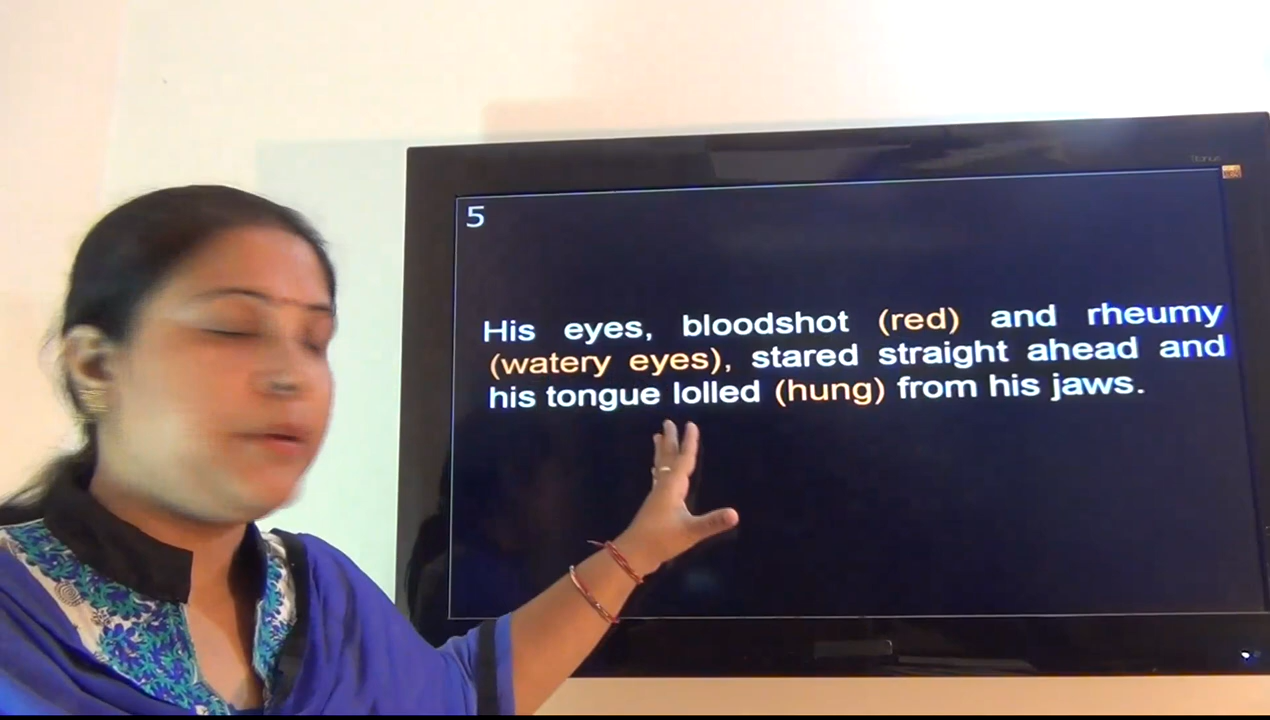 Titanium
5
His eyes, bloodshot (red) and rheumy
(watery eyes), stared straight ahead and
his tongue lolled (hung) from his jaws.